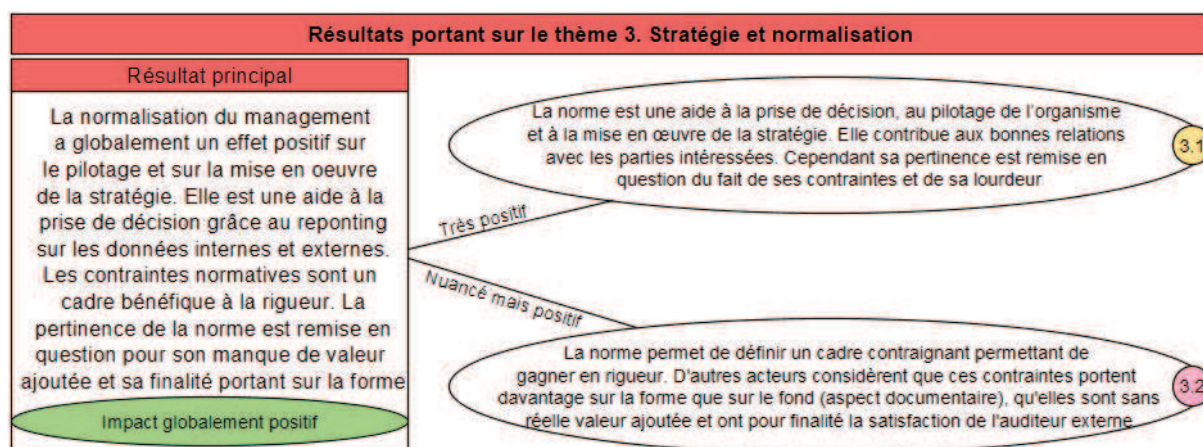 Résultats portant sur le thème 3. Stratégie et normalisation
Résultat principal
La normalisation du management
a globalement un effet positif sur
le pilotage et sur la mise en oeuvre
de la stratégie. Elle est une aide à la
prise de décision grâce au reponting
sur les données internes et externes.
Les contraintes normatives sont un
cadre bénéfique à la rigueur. La
pertinence de la norme est remise en
question pour son manque de valeur
ajoutée et sa finalité portant sur la forme
Impact globalement positif
La norme est une aide à la prise de décision, au pilotage de l'organisme
et à la mise en œuvre de la stratégie. Elle contribue aux bonnes relations
avec les parties intéressées. Cependant sa pertinence est remise en
question du fait de ses contraintes et de sa lourdeur
3.1
Très positif
Nuancé mais positif
La norme permet de définir un cadre contraignant permettant de
gagner en rigueur. D'autres acteurs considèrent que ces contraintes portent
davantage sur la forme que sur le fond (aspect documentaire), qu'elles sont sans
réelle valeur ajoutée et ont pour finalité la satisfaction de l'auditeur externe
3.2